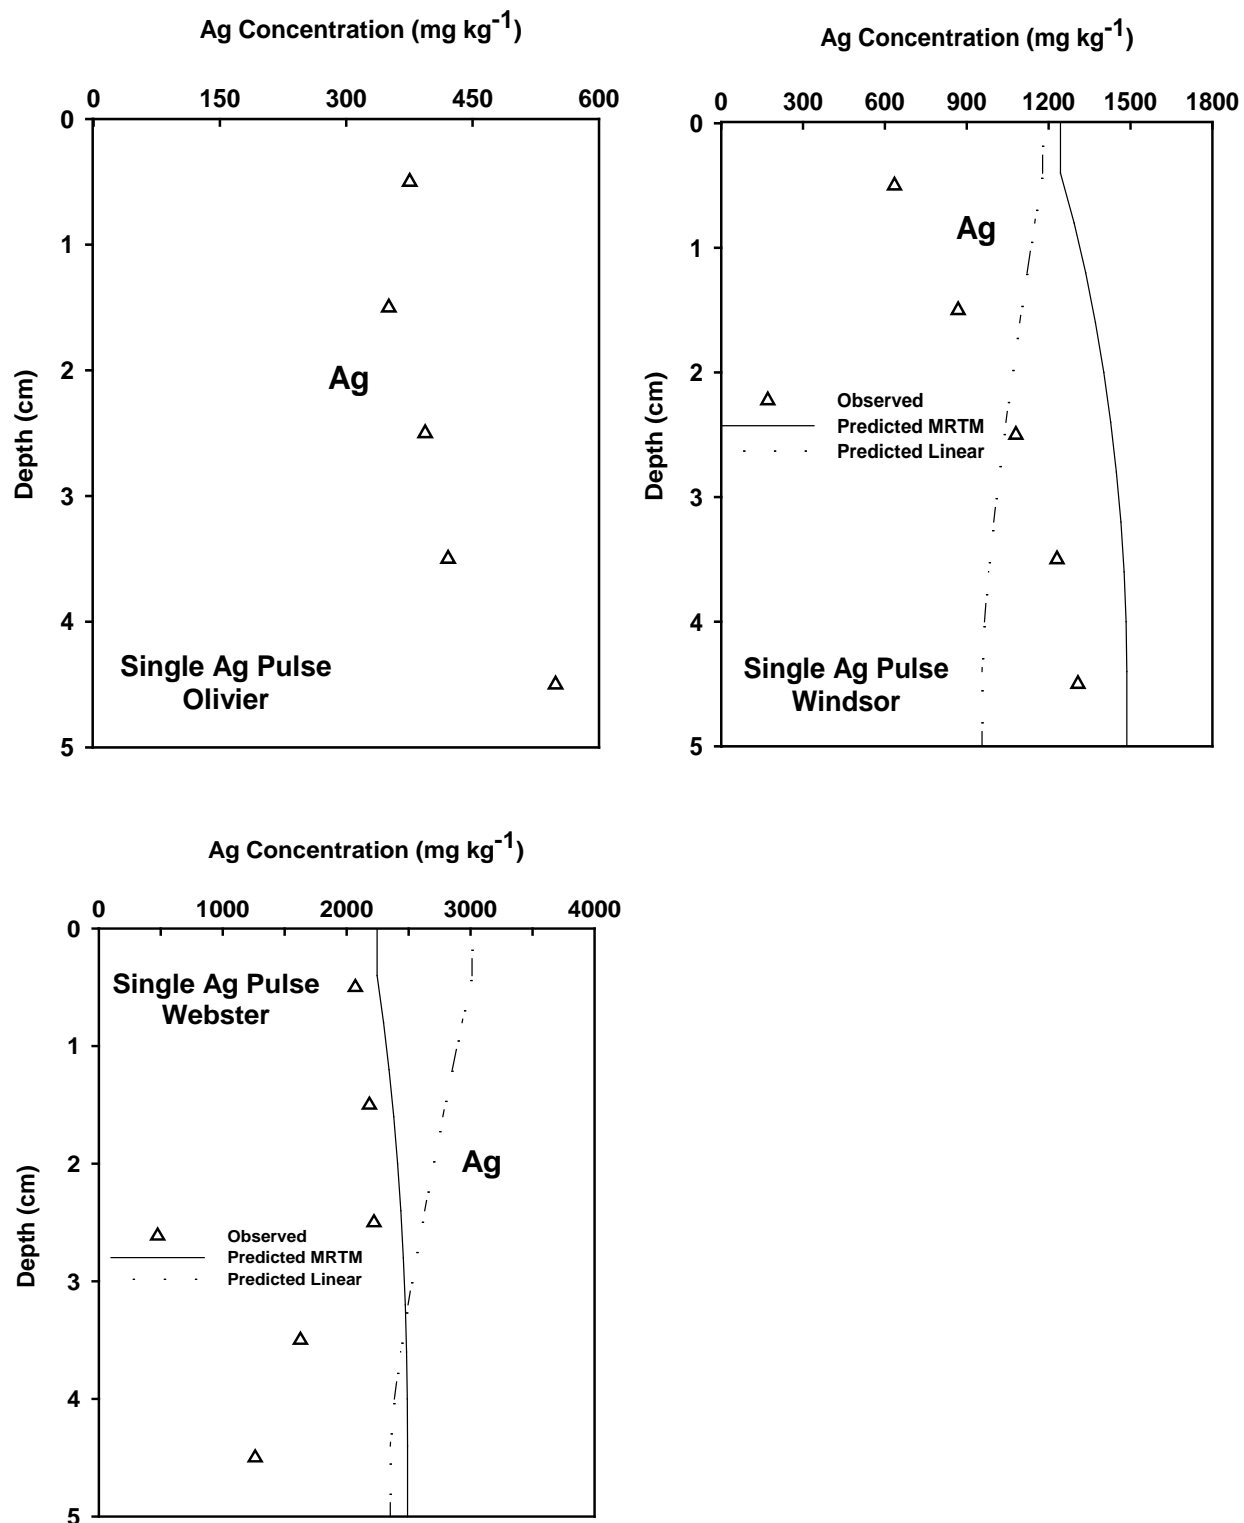 Ag Concentration (mg kg-1)
0 150 300 450 600
0
1
2
3
4
5
Depth (cm)
Ag
Single Ag Pulse
Olivier
Ag Concentration (mg kg-1)
0 300 600 900 1200 1500 1800
0
1
2
3
4
5
Depth (cm)
Ag
Observed
Predicted MRTM
Predicted Linear
Single Ag Pulse
Windsor
Ag Concentration (mg kg-1)
0 1000 2000 3000 4000
0
1
2
3
4
5
Depth (cm)
Single Ag Pulse
Webster
Ag
Observed
Predicted MRTM
Predicted Linear